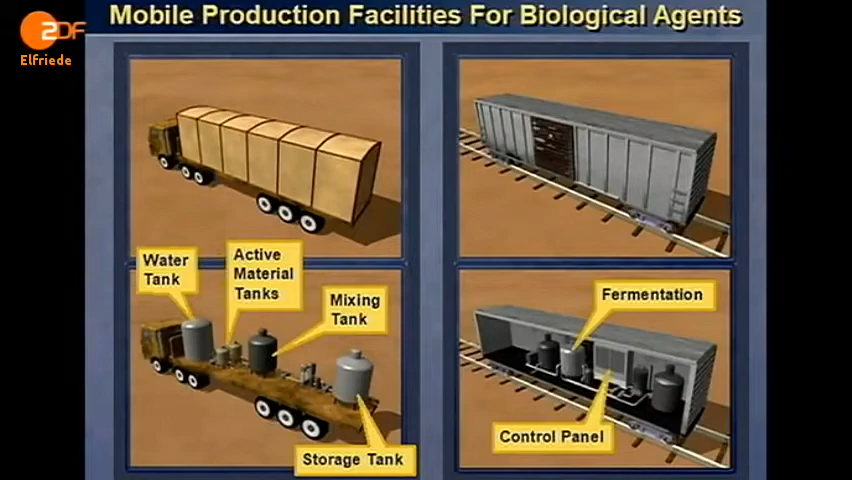 Mobile Production Facilities For Biological Agents
ZDF
Elfriede
Water
Tank
Active
Material
Tanks
Mixing
Tank
Storage Tank
Fermentation
Control Panel